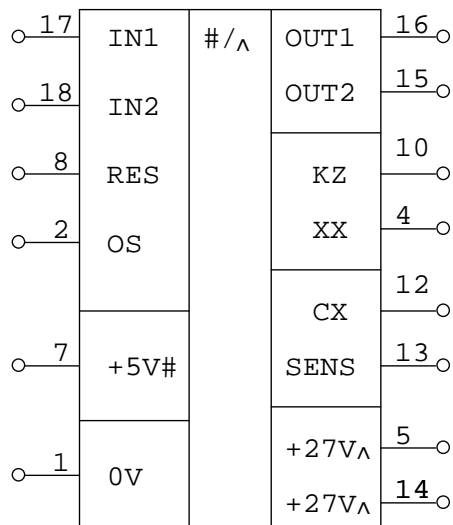 17 IN1 #/∧ OUT1 16
18 IN2 OUT2 15
8 RES KZ 10
2 OS XX 4
CX 12
7 +5V# SENS 13
1 0V +27V∧ 5
+27V∧ 14